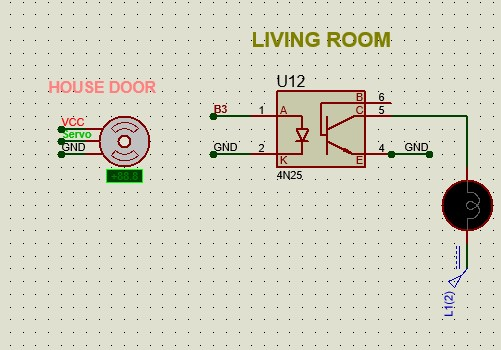 LIVING ROOM
HOUSE DOOR
U12
VCC
Servo
GND
+88.8
B3
1
A
B
6
C
5
GND
2
K
E
4
GND
4N25
L1(2)